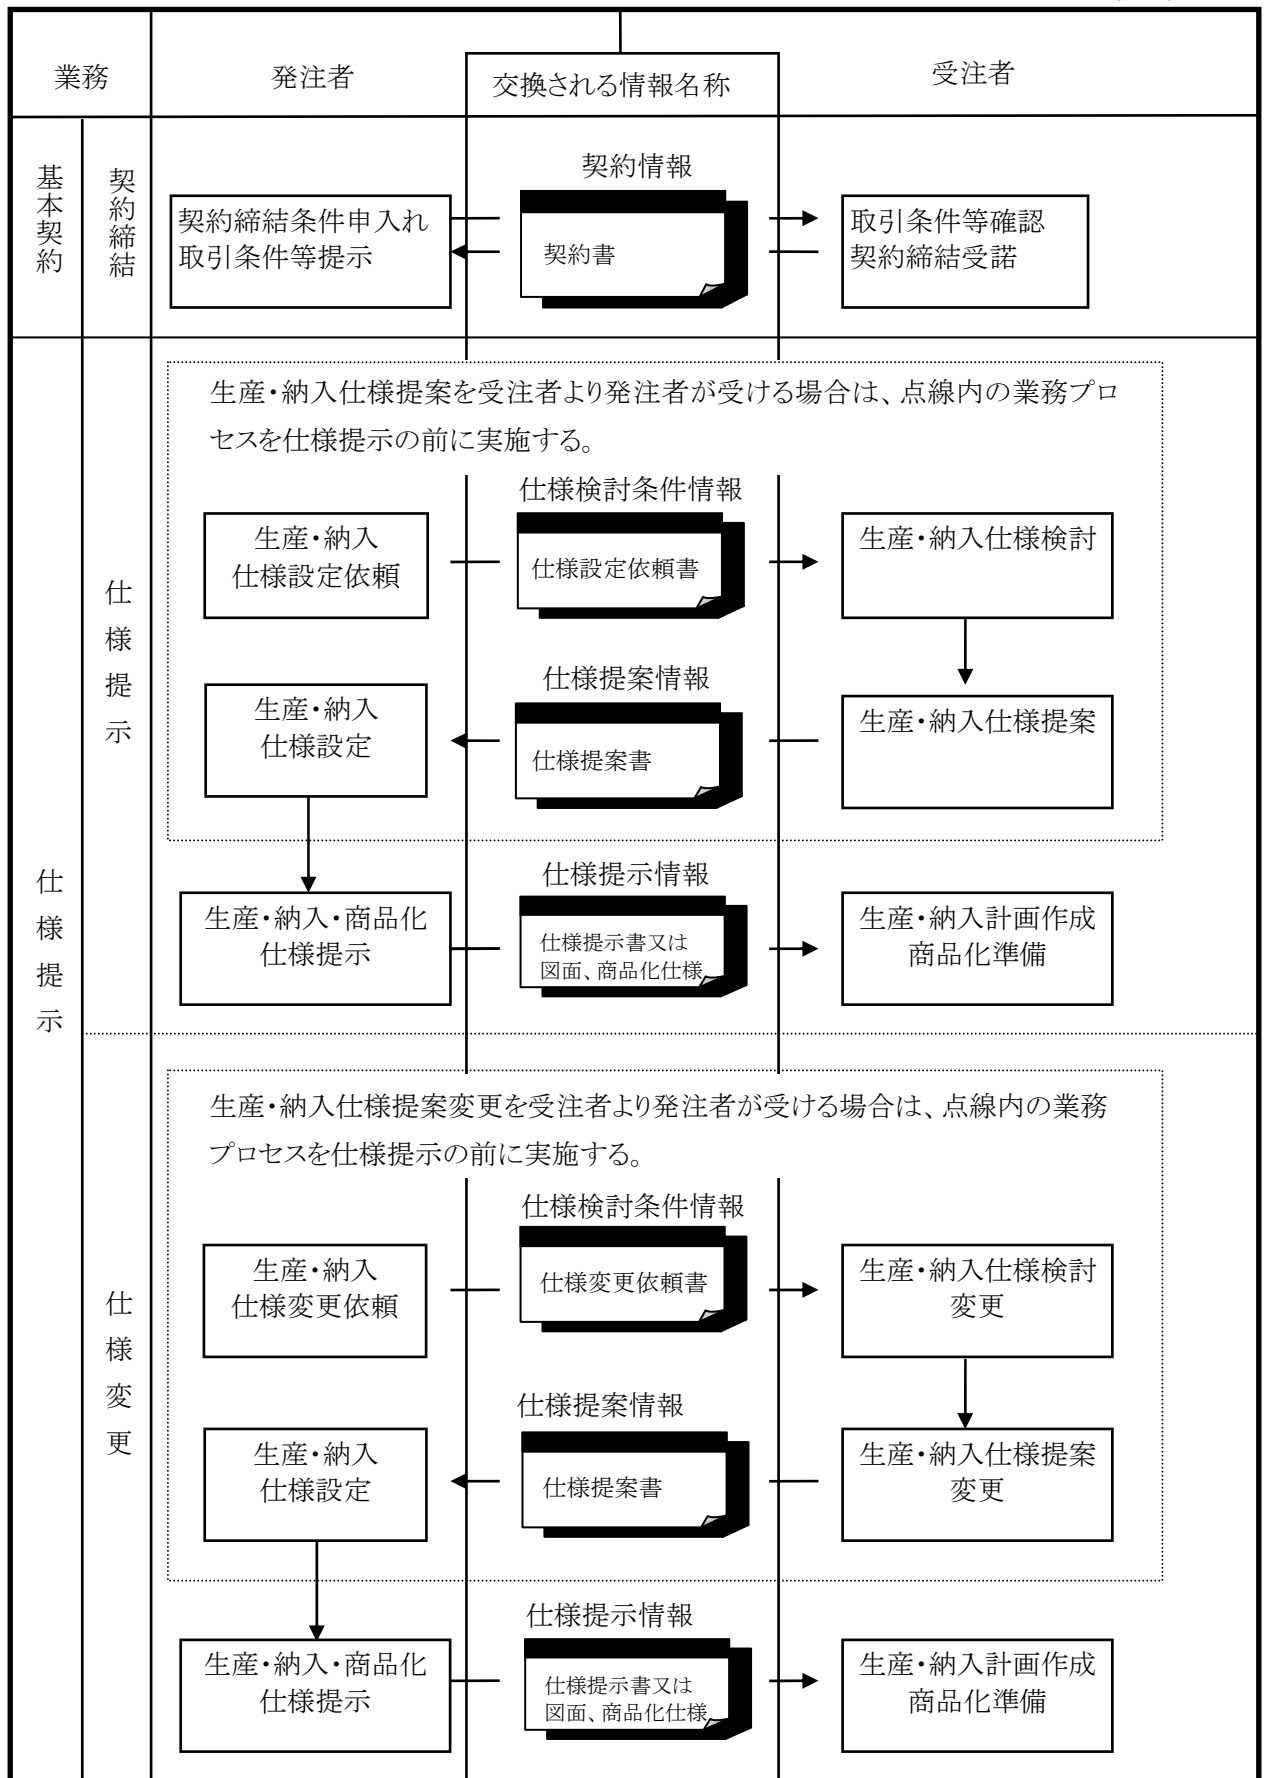 業務
発注者
交換される情報名称
受注者
基本契約
契約締結
契約情報
契約締結条件申入れ
取引条件等提示
契約書
取引条件等確認
契約締結受諾
仕様提示
仕様提示
生産・納入仕様提案を受注者より発注者が受ける場合は、点線内の業務プロ
セスを仕様提示の前に実施する。
仕様検討条件情報
生産・納入
仕様設定依頼
仕様設定依頼書
生産・納入仕様検討
仕様提案情報
生産・納入
仕様設定
仕様提案書
生産・納入仕様提案
仕様提示情報
生産・納入・商品化
仕様提示
仕様提示書又は
図面、商品化仕様
生産・納入計画作成
商品化準備
仕様変更
生産・納入仕様提案変更を受注者より発注者が受ける場合は、点線内の業務
プロセスを仕様提示の前に実施する。
仕様検討条件情報
生産・納入
仕様変更依頼
仕様変更依頼書
生産・納入仕様検討
変更
仕様提案情報
生産・納入
仕様設定
仕様提案書
生産・納入仕様提案
変更
仕様提示情報
生産・納入・商品化
仕様提示
仕様提示書又は
図面、商品化仕様
生産・納入計画作成
商品化準備